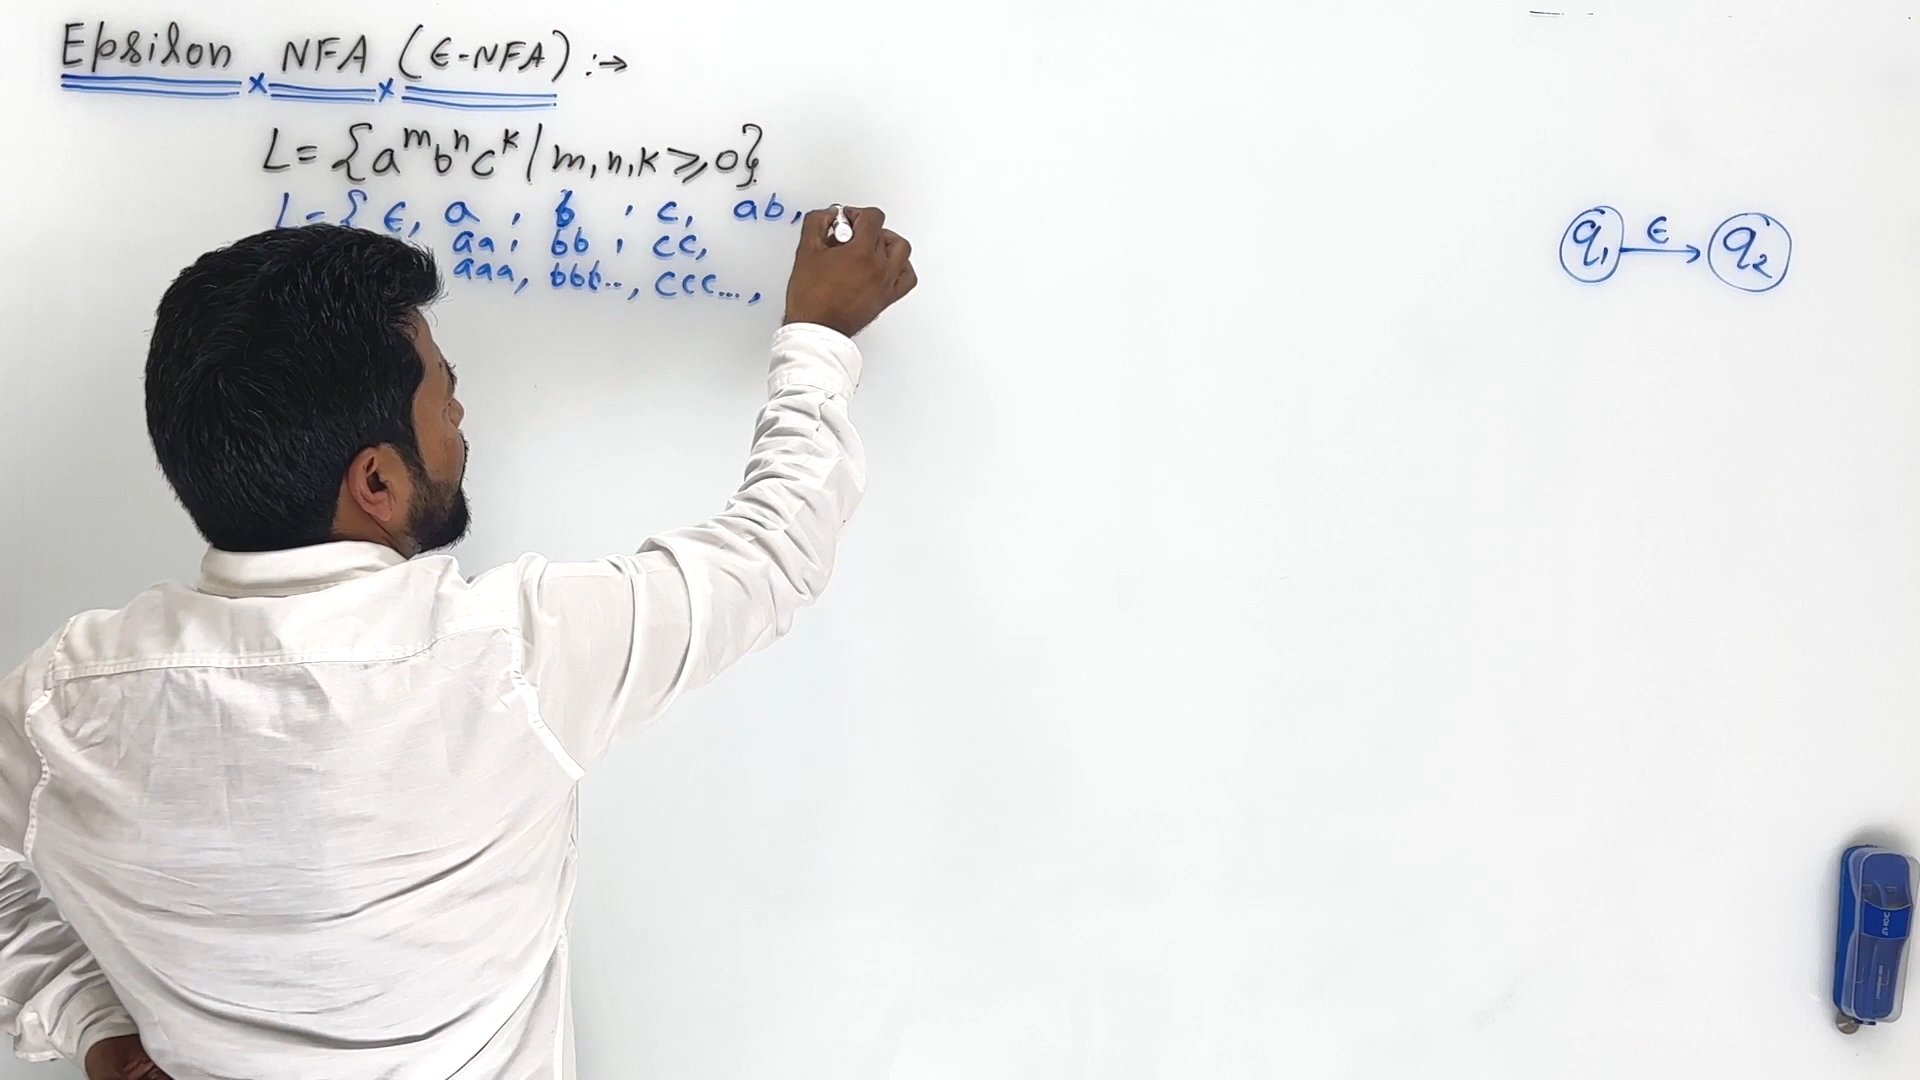 Epsilon NFA (ϵ-NFA) :→
L = {a^m b^n c^k / m, n, k ≥ 0}
L = { ϵ, a , b , c, ab,
aa, bb , cc,
aaa, bbb.., ccc...,
q1 ϵ q2